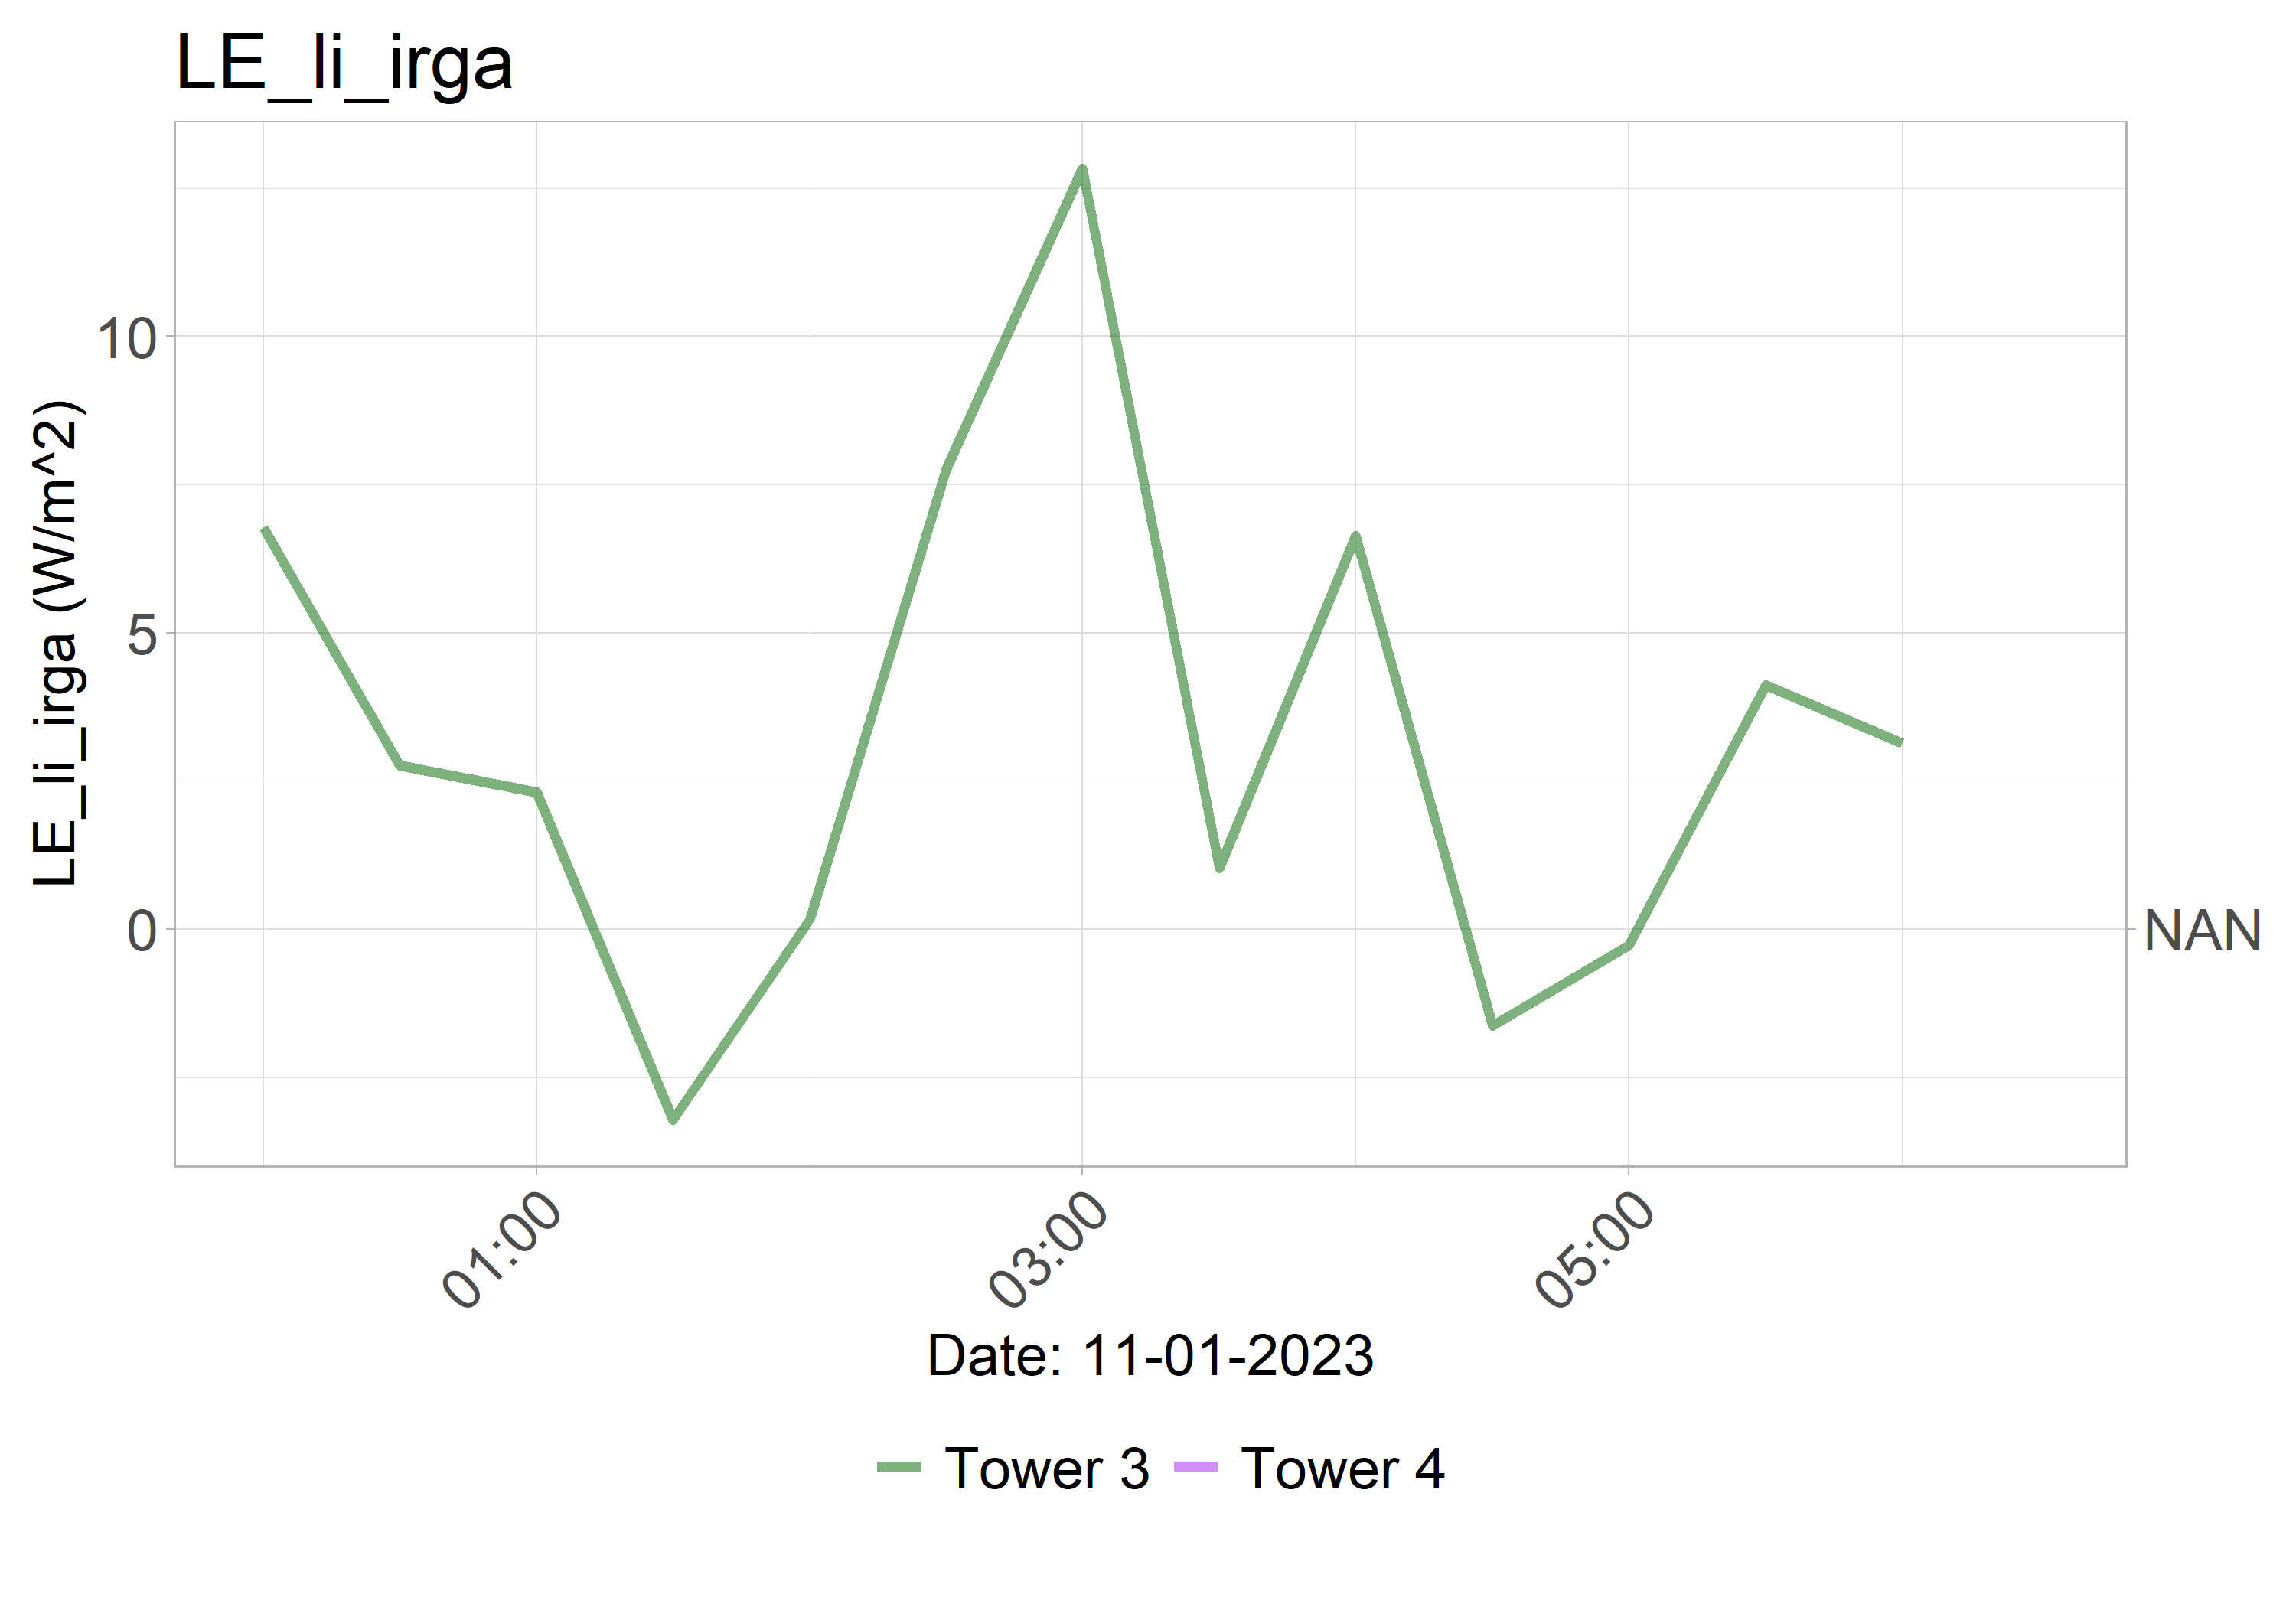 LE_li_irga
LE_li_irga (W/m^2)
10
5
0
NAN
01:00
03:00
05:00
Date: 11-01-2023
Tower 3
Tower 4